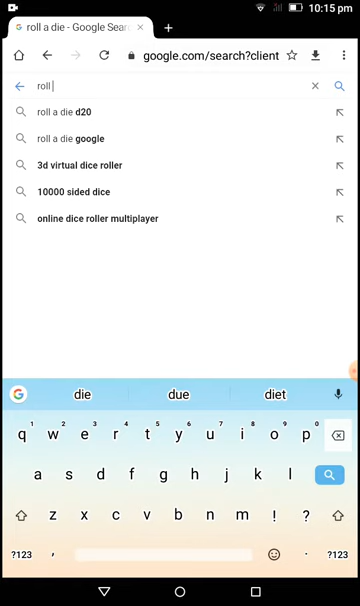 10:15 pm
roll a die - Google Sear
google.com/search?client
roll
roll a die d20
roll a die google
3d virtual dice roller
10000 sided dice
online dice roller multiplayer
die due diet
1 2 3 4 5 6 7 8 9 0
q w e r t y u i o p
a s d f g h j k l
z x c v b n m ! ?
?123 , . ?123